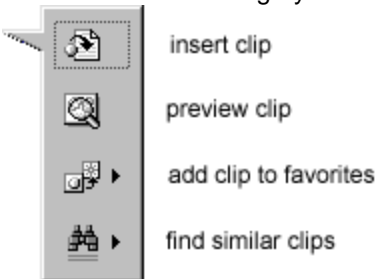 insert clip
preview clip
add clip to favorites
find similar clips